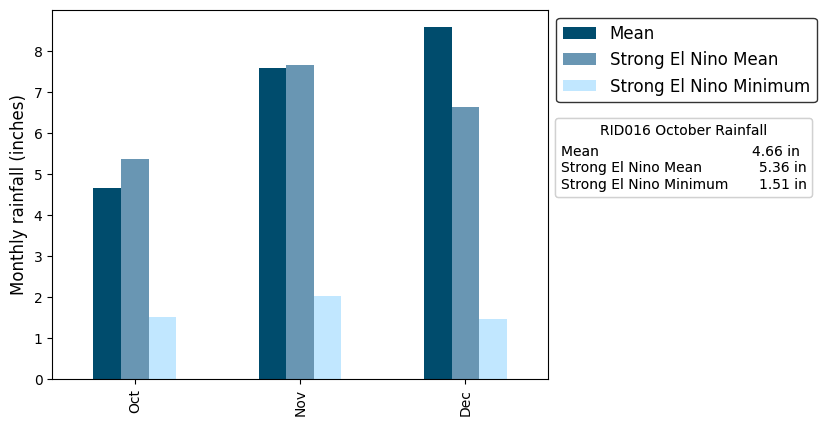 Monthly rainfall (inches)
8
7
6
5
4
3
2
1
0
Oct
Nov
Dec
Mean
Strong El Nino Mean
Strong El Nino Minimum
RID016 October Rainfall
Mean 4.66 in
Strong El Nino Mean 5.36 in
Strong El Nino Minimum 1.51 in